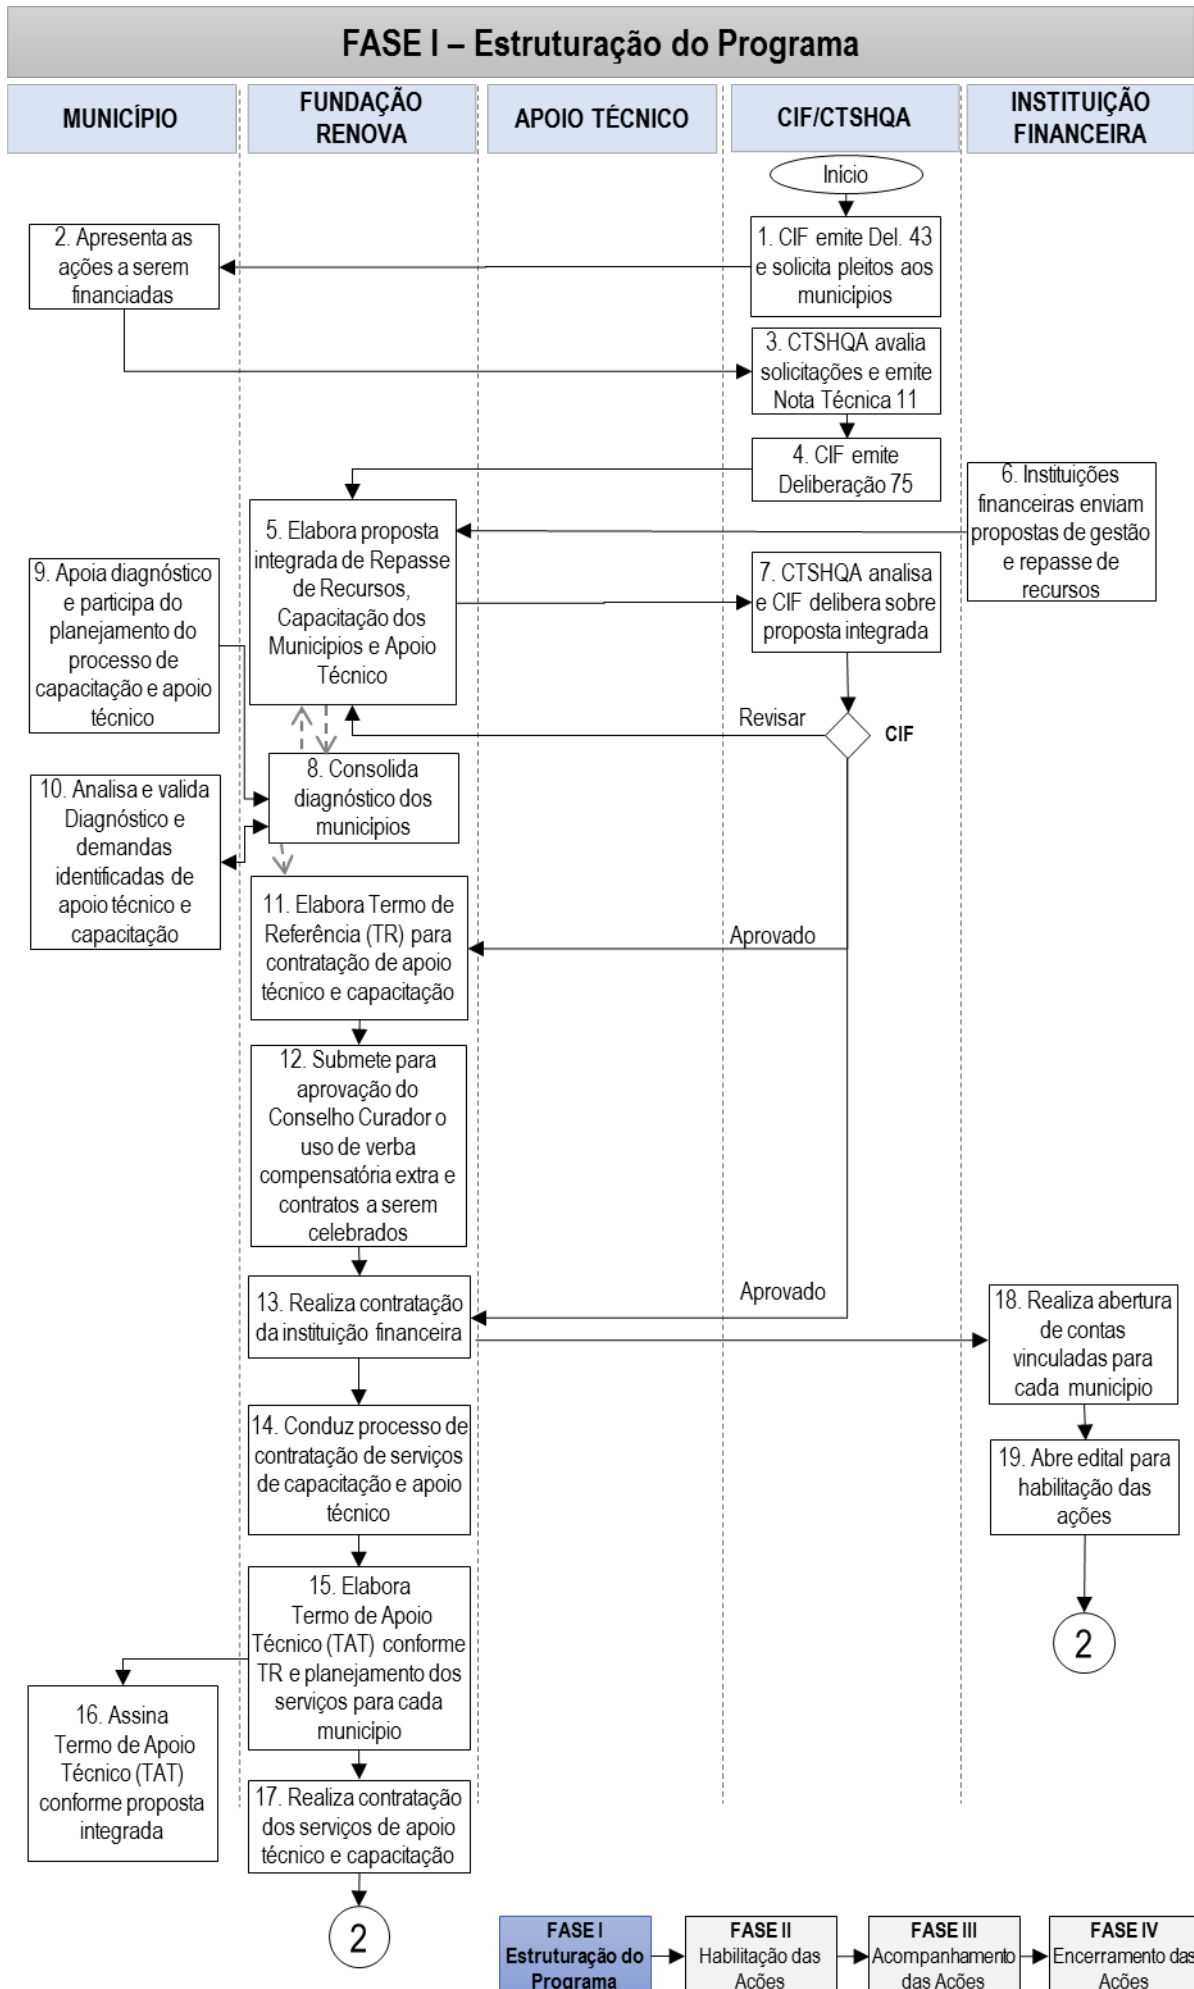 FASE I – Estruturação do Programa
MUNICÍPIO
FUNDAÇÃO
RENOVA
APOIO TÉCNICO
CIF/CTSHQA
INSTITUIÇÃO
FINANCEIRA
Início
1. CIF emite Del. 43
e solicita pleitos aos
municípios
2. Apresenta as
ações a serem
financiadas
3. CTSHQA avalia
solicitações e emite
Nota Técnica 11
4. CIF emite
Deliberação 75
5. Elabora proposta
integrada de Repasse
de Recursos,
Capacitação dos
Municípios e Apoio
Técnico
6. Instituições
financeiras enviam
propostas de gestão
e repasse de
recursos
7. CTSHQA analisa
e CIF delibera sobre
proposta integrada
Revisar
CIF
8. Consolida
diagnóstico dos
municípios
9. Apoia diagnóstico
e participa do
planejamento do
processo de
capacitação e apoio
técnico
10. Analisa e valida
Diagnóstico e
demandas
identificadas de
apoio técnico e
capacitação
11. Elabora Termo de
Referência (TR) para
contratação de apoio
técnico e capacitação
Aprovado
12. Submete para
aprovação do
Conselho Curador o
uso de verba
compensatória extra e
contratos a serem
celebrados
Aprovado
13. Realiza contratação
da instituição financeira
14. Conduz processo de
contratação de serviços
de capacitação e apoio
técnico
15. Elabora
Termo de Apoio
Técnico (TAT) conforme
TR e planejamento dos
serviços para cada
município
16. Assina
Termo de Apoio
Técnico (TAT)
conforme proposta
integrada
17. Realiza contratação
dos serviços de apoio
técnico e capacitação
2
18. Realiza abertura
de contas
vinculadas para
cada município
19. Abre edital para
habilitação das
ações
2
FASE I
Estruturação do
Programa
FASE II
Habilitação das
Ações
FASE III
Acompanhamento
das Ações
FASE IV
Encerramento das
Ações